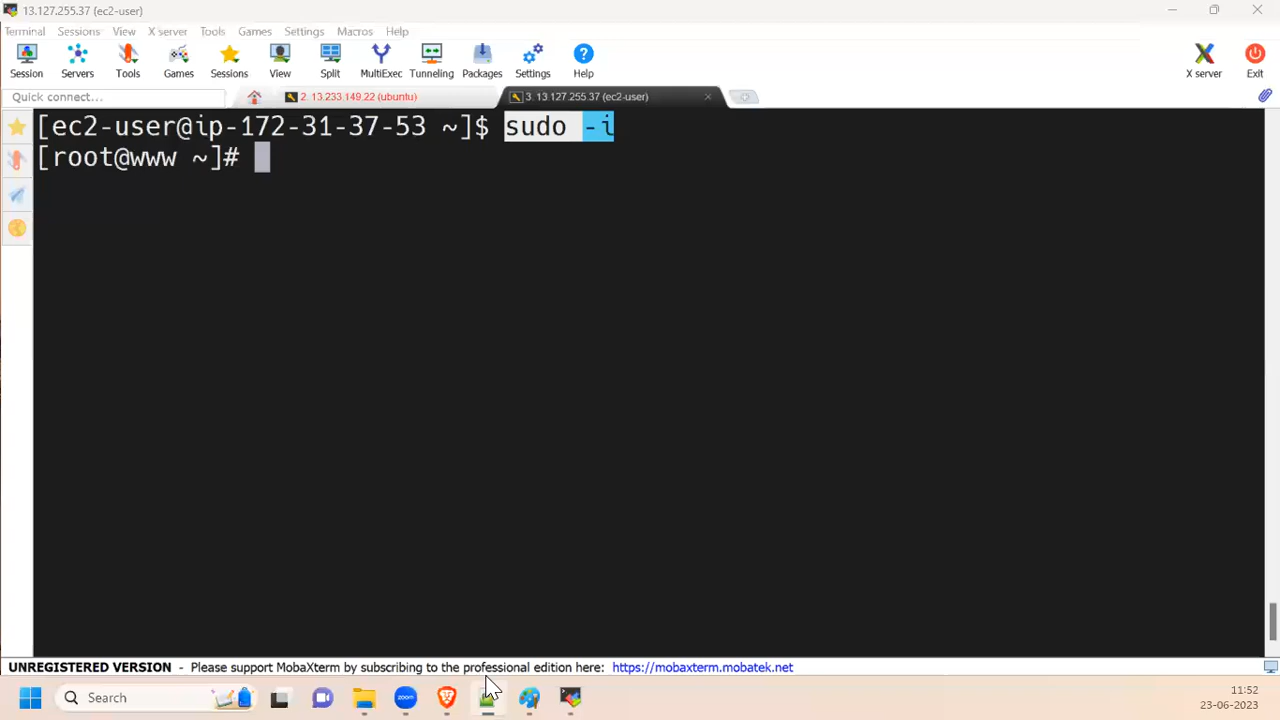 13.127.255.37 (ec2-user)
Terminal Sessions View X server Tools Games Settings Macros Help
Session Servers Tools Games Sessions View Split MultiExec Tunneling Packages Settings Help X server Exit
Quick connect... 2. 13.233.149.22 (ubuntu) 3. 13.127.255.37 (ec2-user)
[ec2-user@ip-172-31-37-53 ~]$ sudo -i
[root@www ~]#
UNREGISTERED VERSION - Please support MobaXterm by subscribing to the professional edition here: https://mobaxterm.mobatek.net
Search zoom 11:52
23-06-2023